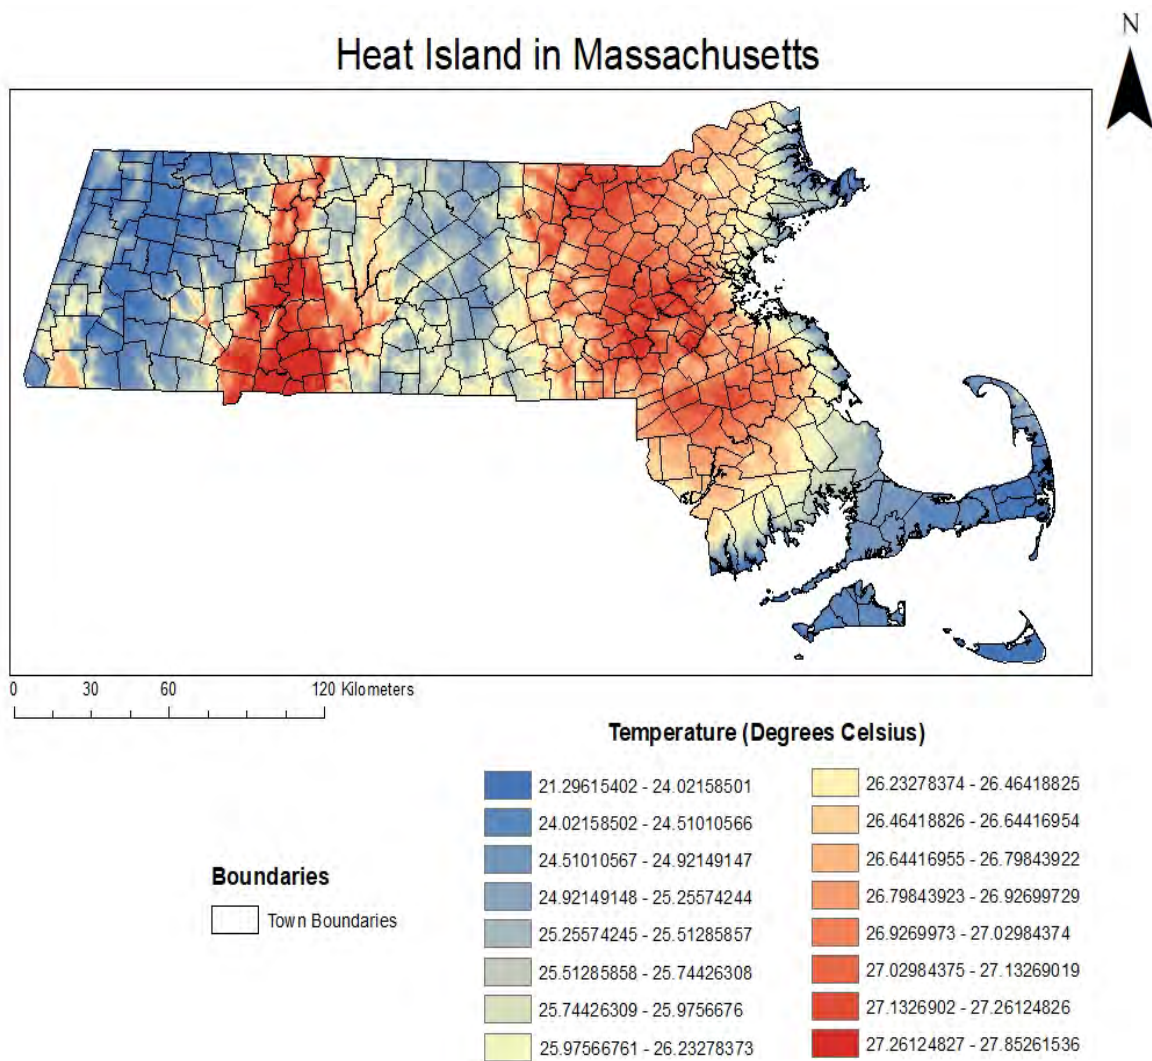 N
Heat Island in Massachusetts
0 30 60 120 Kilometers
Temperature (Degrees Celsius)
21.29615402 - 24.02158501
24.02158502 - 24.51010566
24.51010567 - 24.92149147
24.92149148 - 25.25574244
25.25574245 - 25.51285857
25.51285858 - 25.74426308
25.74426309 - 25.9756676
25.97566761 - 26.23278373
26.23278374 - 26.46418825
26.46418826 - 26.64416954
26.64416955 - 26.79843922
26.79843923 - 26.92699729
26.9269973 - 27.02984374
27.02984375 - 27.13269019
27.1326902 - 27.26124826
27.26124827 - 27.85261536
Boundaries
Town Boundaries